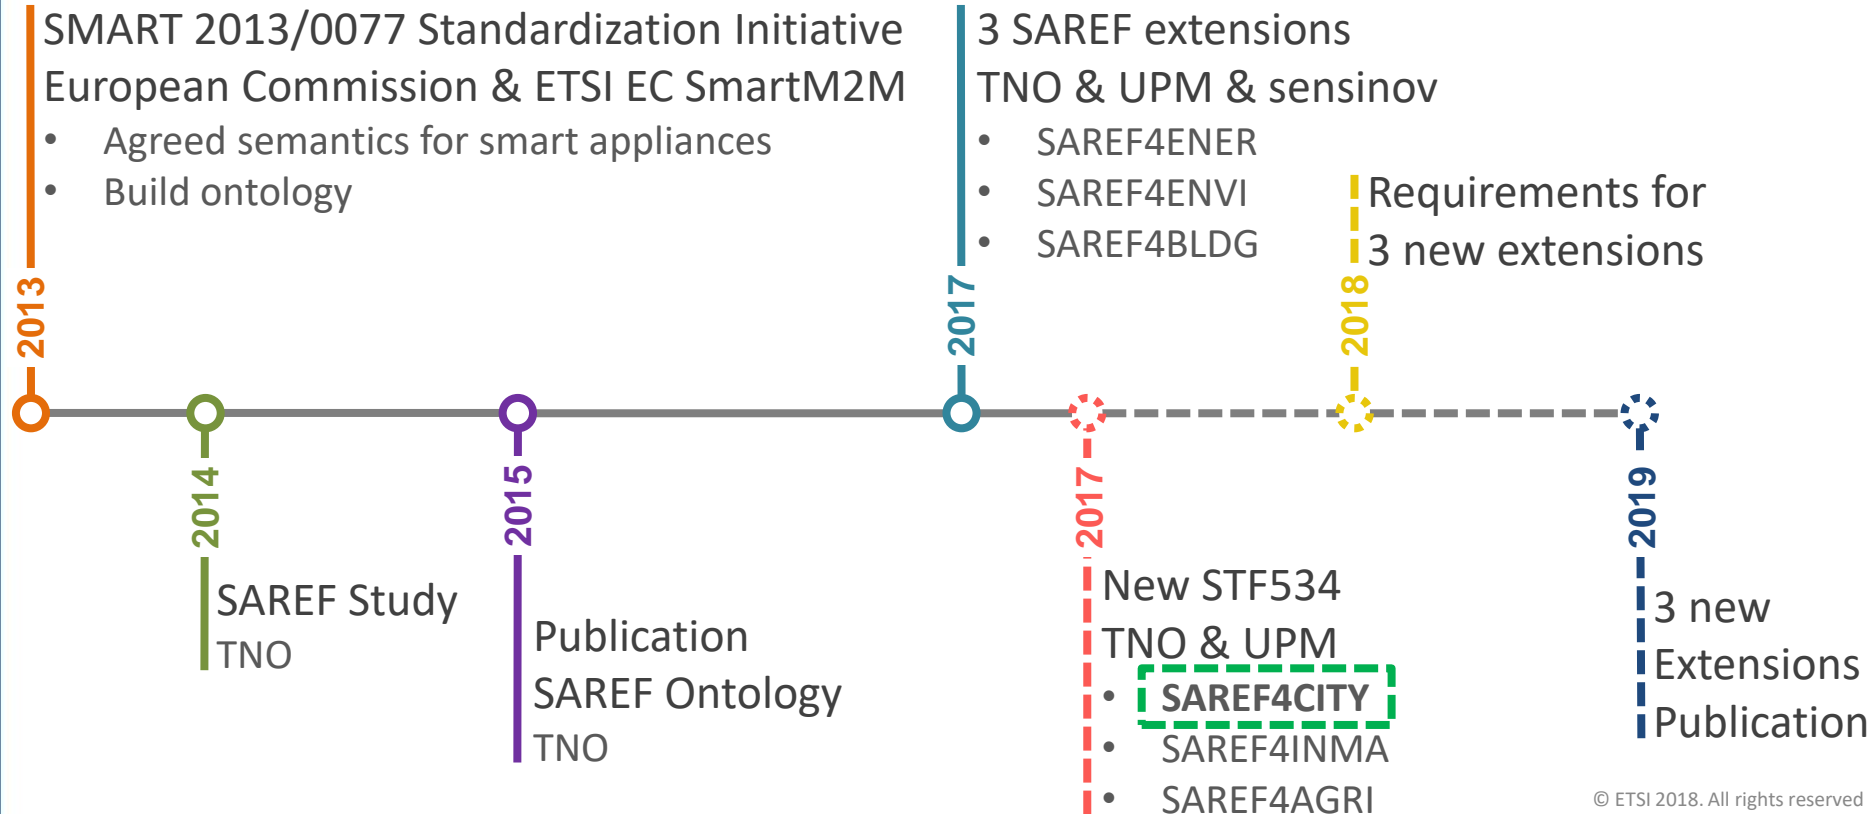 SMART 2013/0077 Standardization Initiative
European Commission & ETSI EC SmartM2M
• Agreed semantics for smart appliances
• Build ontology
2013
SAREF Study
TNO
2014
Publication
SAREF Ontology
TNO
2015
3 SAREF extensions
TNO & UPM & sensinov
• SAREF4ENER
• SAREF4ENVI
• SAREF4BLDG
2017
New STF534
TNO & UPM
• SAREF4CITY
• SAREF4INMA
• SAREF4AGRI
2017
Requirements for
3 new extensions
2018
3 new
Extensions
Publication
2019
© ETSI 2018. All rights reserved